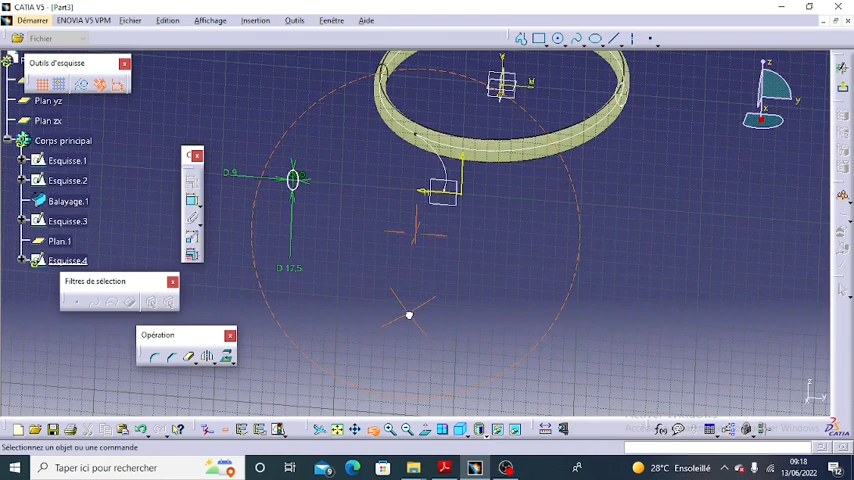 CATIA V5 - [Part3]
Démarrer ENOVIA V5 VPM Fichier Edition Affichage Insertion Outils Fenêtre Aide
Fichier
Outils d'esquisse
Plan yz
Plan zx
Corps principal
Esquisse.1
Esquisse.2
Balayage.1
Esquisse.3
Plan.1
Esquisse.4
Filtres de sélection
Opération
D 9
D 17,5
y
z
y
x
z
Sélectionnez un objet ou une commande
CATIA
Taper ici pour rechercher
28°C Ensoleillé
09:18
13/06/2022